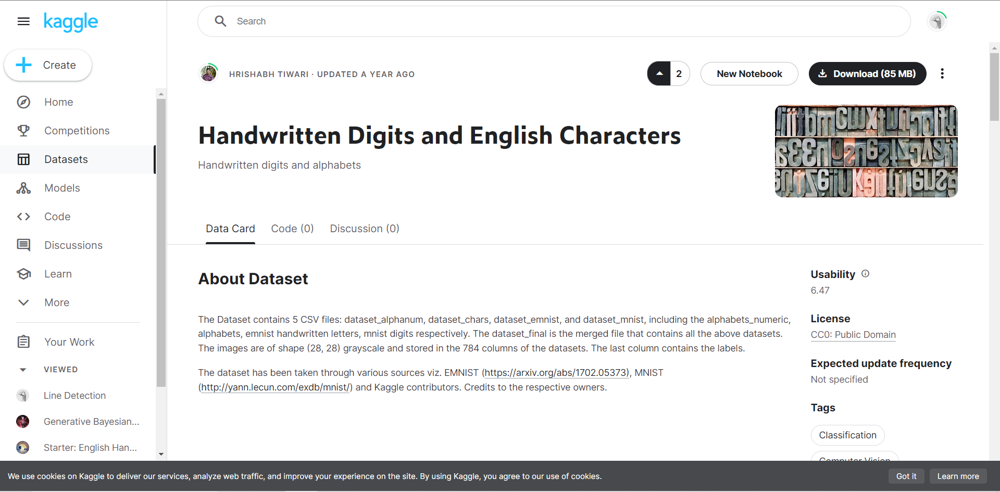 kaggle
Search
Create
Home
Competitions
Datasets
Models
Code
Discussions
Learn
More
Your Work
VIEWED
Line Detection
Generative Bayesian...
Starter: English Han...
HRISHABH TIWARI · UPDATED A YEAR AGO
2
New Notebook
Download (85 MB)
Handwritten Digits and English Characters
Handwritten digits and alphabets
Data Card
Code (0)
Discussion (0)
About Dataset
The Dataset contains 5 CSV files: dataset_alphanum, dataset_chars, dataset_emnist, and dataset_mnist, including the alphabets_numeric,
alphabets, emnist handwritten letters, mnist digits respectively. The dataset_final is the merged file that contains all the above datasets.
The images are of shape (28, 28) grayscale and stored in the 784 columns of the datasets. The last column contains the labels.
The dataset has been taken through various sources viz. EMNIST (https://arxiv.org/abs/1702.05373), MNIST
(http://yann.lecun.com/exdb/mnist/) and Kaggle contributors. Credits to the respective owners.
Usability
6.47
License
CC0: Public Domain
Expected update frequency
Not specified
Tags
Classification
Computer Vision
We use cookies on Kaggle to deliver our services, analyze web traffic, and improve your experience on the site. By using Kaggle, you agree to our use of cookies.
Got it
Learn more